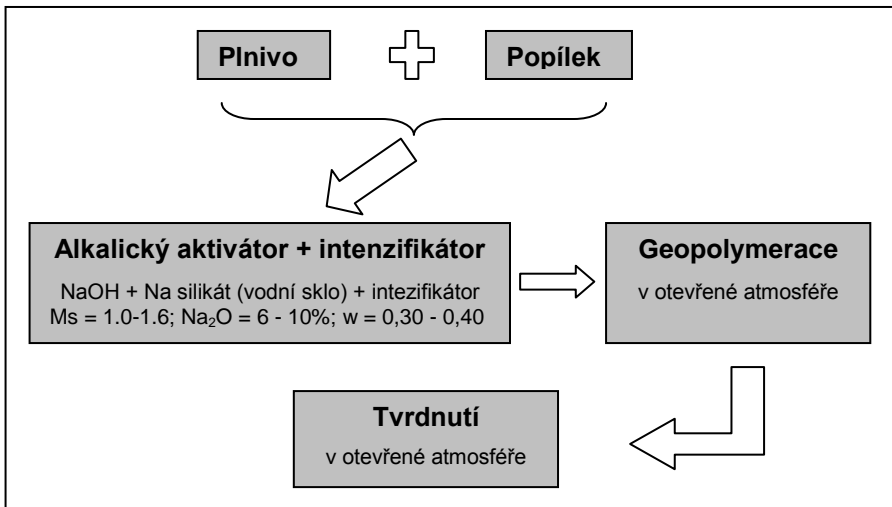 Plnivo
Popílek
Alkalický aktivátor + intenzifikátor
NaOH + Na silikát (vodní sklo) + intezifikátor
Ms = 1.0-1.6; Na₂O = 6 - 10%; w = 0,30 - 0,40
Geopolymerace
v otevřené atmosféře
Tvrdnutí
v otevřené atmosféře